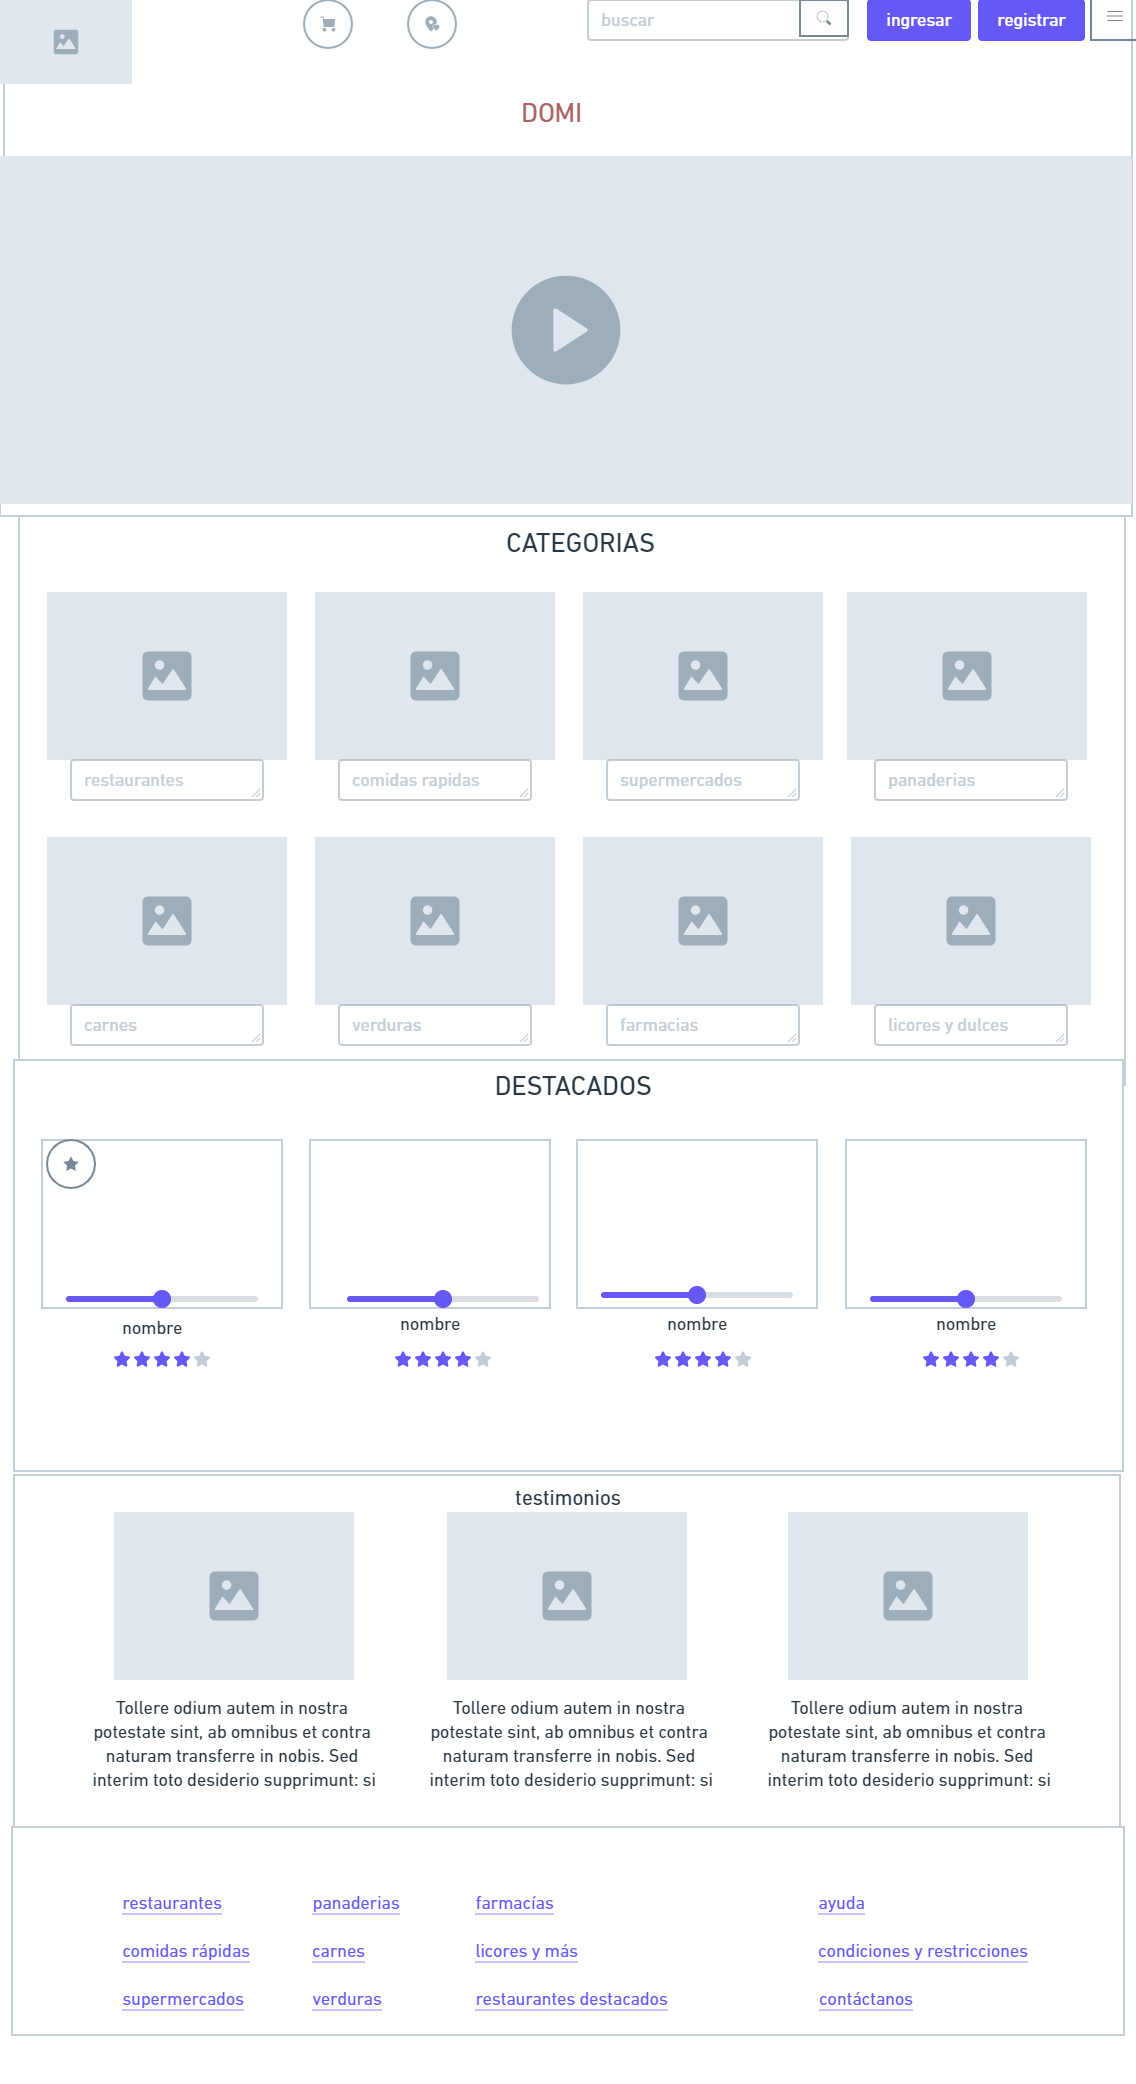 buscar
ingresar
registrar
DOMI
CATEGORIAS
restaurantes
comidas rapidas
supermercados
panaderias
carnes
verduras
farmacias
licores y dulces
DESTACADOS
nombre
nombre
nombre
nombre
testimonios
Tollere odium autem in nostra
potestate sint, ab omnibus et contra
naturam transferre in nobis. Sed
interim toto desiderio supprimunt: si
Tollere odium autem in nostra
potestate sint, ab omnibus et contra
naturam transferre in nobis. Sed
interim toto desiderio supprimunt: si
Tollere odium autem in nostra
potestate sint, ab omnibus et contra
naturam transferre in nobis. Sed
interim toto desiderio supprimunt: si
restaurantes
comidas rápidas
supermercados
panaderias
carnes
verduras
farmacías
licores y más
restaurantes destacados
ayuda
condiciones y restricciones
contáctanos